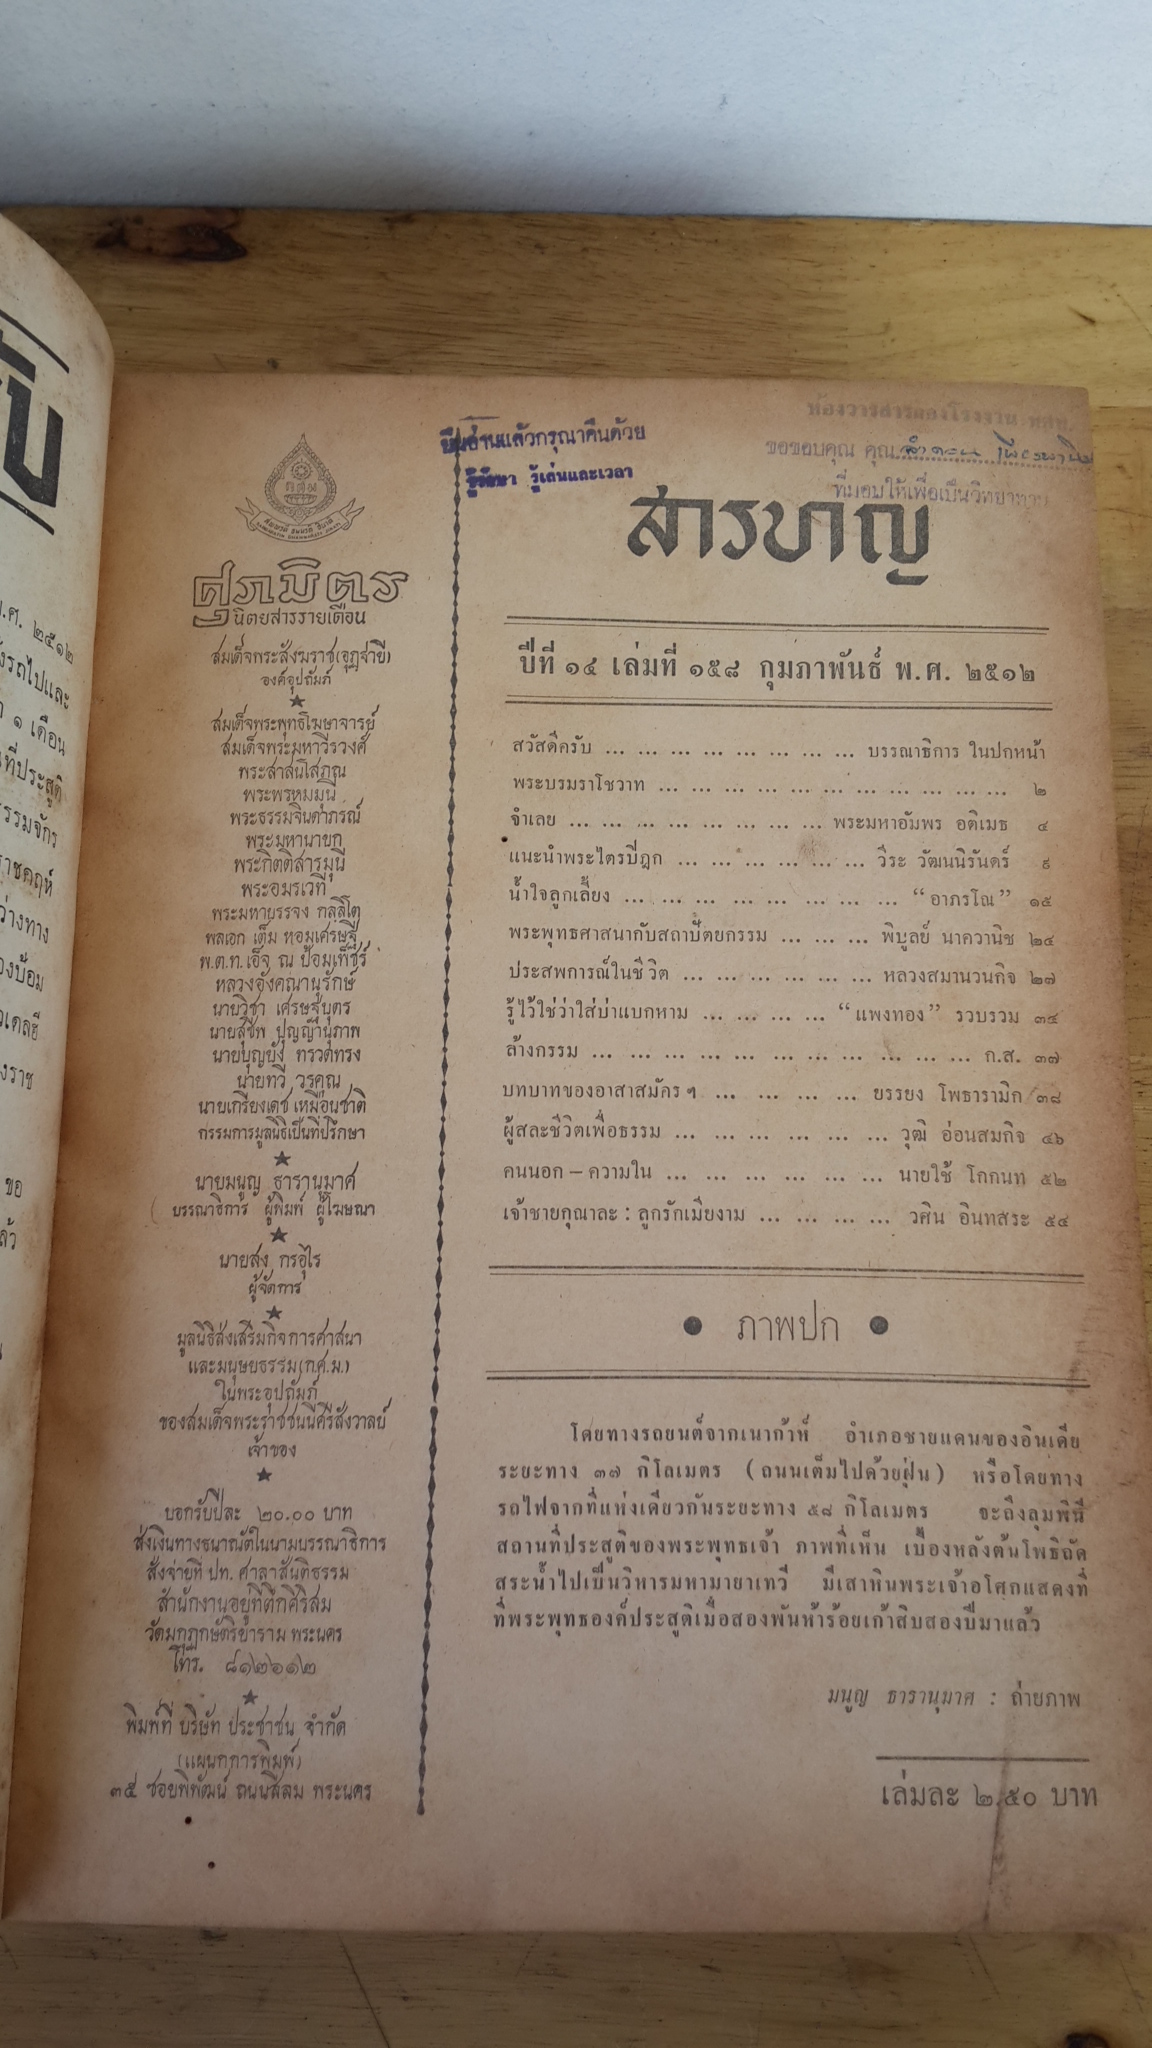 ยืมอ่านแล้วกรุณาคืนด้วย
รู้รักษา รู้เล่นและเวลา
ขอขอบคุณ คุณ
ที่มอบให้เพื่อเป็นวิทยาทาน
ศุภมิตร
นิตยสารรายเดือน
สมเด็จพระสังฆราช(อุฏฺฐายี)
องค์อุปถัมภ์
สมเด็จพระพุทธโฆษาจารย์
สมเด็จพระมหาวีรวงศ์
พระสาสนโสภณ
พระพรหมมุนี
พระธรรมจินดาภรณ์
พระมหานายก
พระกิตติสารมุนี
พระอมรเวที
พระมหาบรรจง กลฺลิโต
พลเอก เต็ม หอมเศรษฐี
พ.ต.ท.เอ็จ ณ ป้อมเพ็ชร์
หลวงอังคณานุรักษ์
นายวิชา เศรษฐบุตร
นายสุชีพ ปุญญานุภาพ
นายบุญยัง ทรวดทรง
นายทวี วรคุณ
นายเกรียงเดช เหมือนชาติ
กรรมการมูลนิธิเป็นที่ปรึกษา
นายมนูญ ธารานุมาศ
บรรณาธิการ ผู้พิมพ์ ผู้โฆษณา
นายสง กรอุไร
ผู้จัดการ
มูลนิธิส่งเสริมกิจการศาสนา
และมนุษยธรรม(ก.ศ.ม.)
ในพระอุปถัมภ์
ของสมเด็จพระราชชนนีศรีสังวาลย์
เจ้าของ
บอกรับปีละ ๒๐.๐๐ บาท
ส่งเงินทางธนาณัติในนามบรรณาธิการ
สั่งจ่ายที่ ปท. ศาลาสันติธรรม
สำนักงานอยู่ที่ตึกศิริสม
วัดมกุฏกษัตริยาราม พระนคร
โทร. ๘๑๒๖๑๒
พิมพ์ที่ บริษัท ประชาชน จำกัด
(แผนกการพิมพ์)
๓๕ ซอยพิพัฒน์ ถนนสีลม พระนคร
สารบาญ
ปีที่ ๑๔ เล่มที่ ๑๕๘ กุมภาพันธ์ พ.ศ. ๒๕๑๒
สวัสดีครับ ... ... ... ... ... ... ... ... บรรณาธิการ ในปกหน้า
พระบรมราโชวาท ... ... ... ... ... ... ... ... ... ... ... ๒
จำเลย ... ... ... ... ... ... ... ... พระมหาอัมพร อติเมธ ๔
แนะนำพระไตรปิฎก ... ... ... ... ... ... วีระ วัฒนนิรันดร์ ๙
น้ำใจลูกเลี้ยง ... ... ... ... ... ... ... ... “อาภรโณ” ๑๕
พระพุทธศาสนากับสถาปัตยกรรม ... ... ... พิบูลย์ นาควานิช ๒๔
ประสพการณ์ในชีวิต ... ... ... ... ... ... หลวงสมานวนกิจ ๒๗
รู้ไว้ใช่ว่าใส่บ่าแบกหาม ... ... ... ... “แพงทอง” รวบรวม ๓๔
ล้างกรรม ... ... ... ... ... ... ... ... ... ... ... ก.ส. ๓๗
บทบาทของอาสาสมัคร ฯ ... ... ... ... บรรยง โพธารามิก ๓๘
ผู้สละชีวิตเพื่อธรรม ... ... ... ... ... ... วุฒิ อ่อนสมกิจ ๔๖
คนนอก – ความใน ... ... ... ... ... ... นายใช้ โกกนท ๕๒
เจ้าชายกุณาละ : ลูกรักเมียงาม ... ... ... ... วศิน อินทสระ ๕๔
• ภาพปก •
โดยทางรถยนต์จากเนาก้าห์ อำเภอชายแดนของอินเดีย
ระยะทาง ๓๗ กิโลเมตร (ถนนเต็มไปด้วยฝุ่น) หรือโดยทาง
รถไฟจากที่แห่งเดียวกันระยะทาง ๕๘ กิโลเมตร จะถึงลุมพินี
สถานที่ประสูติของพระพุทธเจ้า ภาพที่เห็น เบื้องหลังต้นโพธิถัด
สระน้ำไปเป็นวิหารมหามายาเทวี มีเสาหินพระเจ้าอโศกแสดงที่
ที่พระพุทธองค์ประสูติเมื่อสองพันห้าร้อยเก้าสิบสองปีมาแล้ว
มนูญ ธารานุมาศ : ถ่ายภาพ
เล่มละ ๒.๕๐ บาท